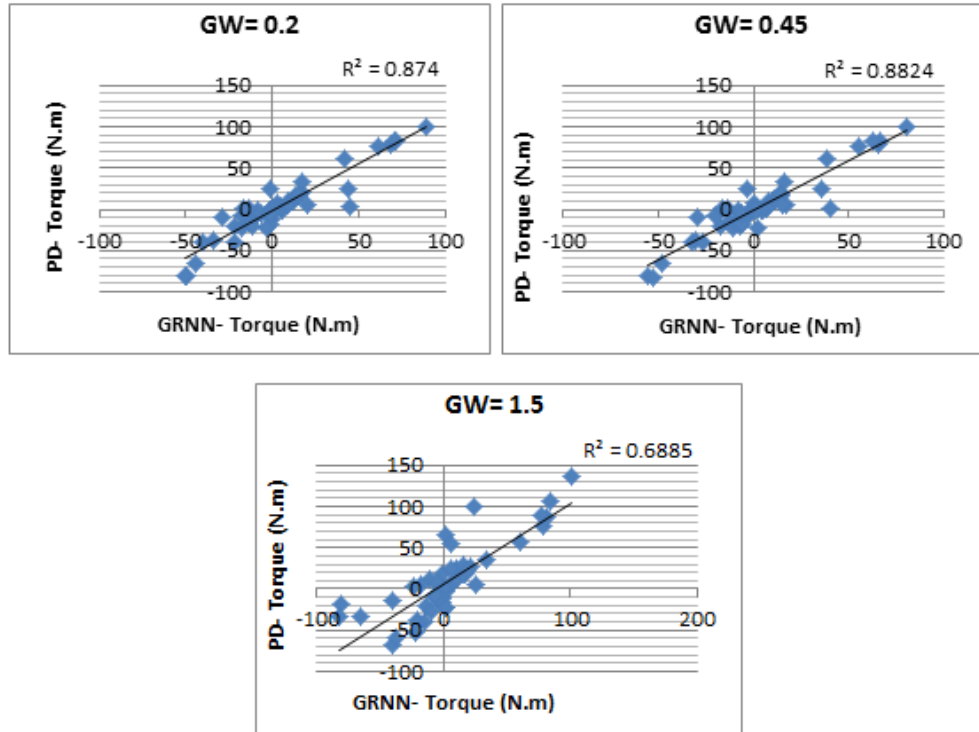 GW= 0.2
R² = 0.874
PD- Torque (N.m)
150
100
50
0
-50
-100
-100
-50
0
50
100
GRNN- Torque (N.m)
GW= 0.45
R² = 0.8824
PD- Torque (N.m)
150
100
50
0
-50
-100
-100
-50
0
50
100
GRNN- Torque (N.m)
GW= 1.5
R² = 0.6885
PD- Torque (N.m)
150
100
50
0
-50
-100
-100
0
100
200
GRNN- Torque (N.m)